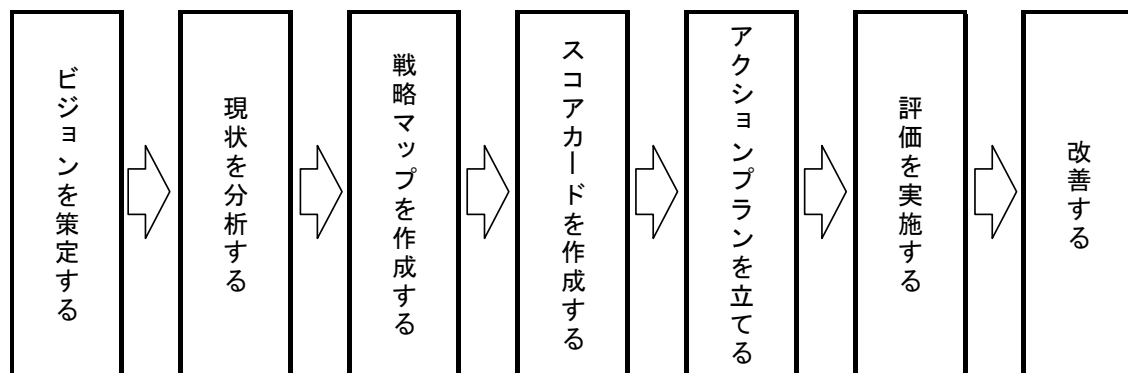 ビジョンを策定する
現状を分析する
戦略マップを作成する
スコアカードを作成する
アクションプランを立てる
評価を実施する
改善する